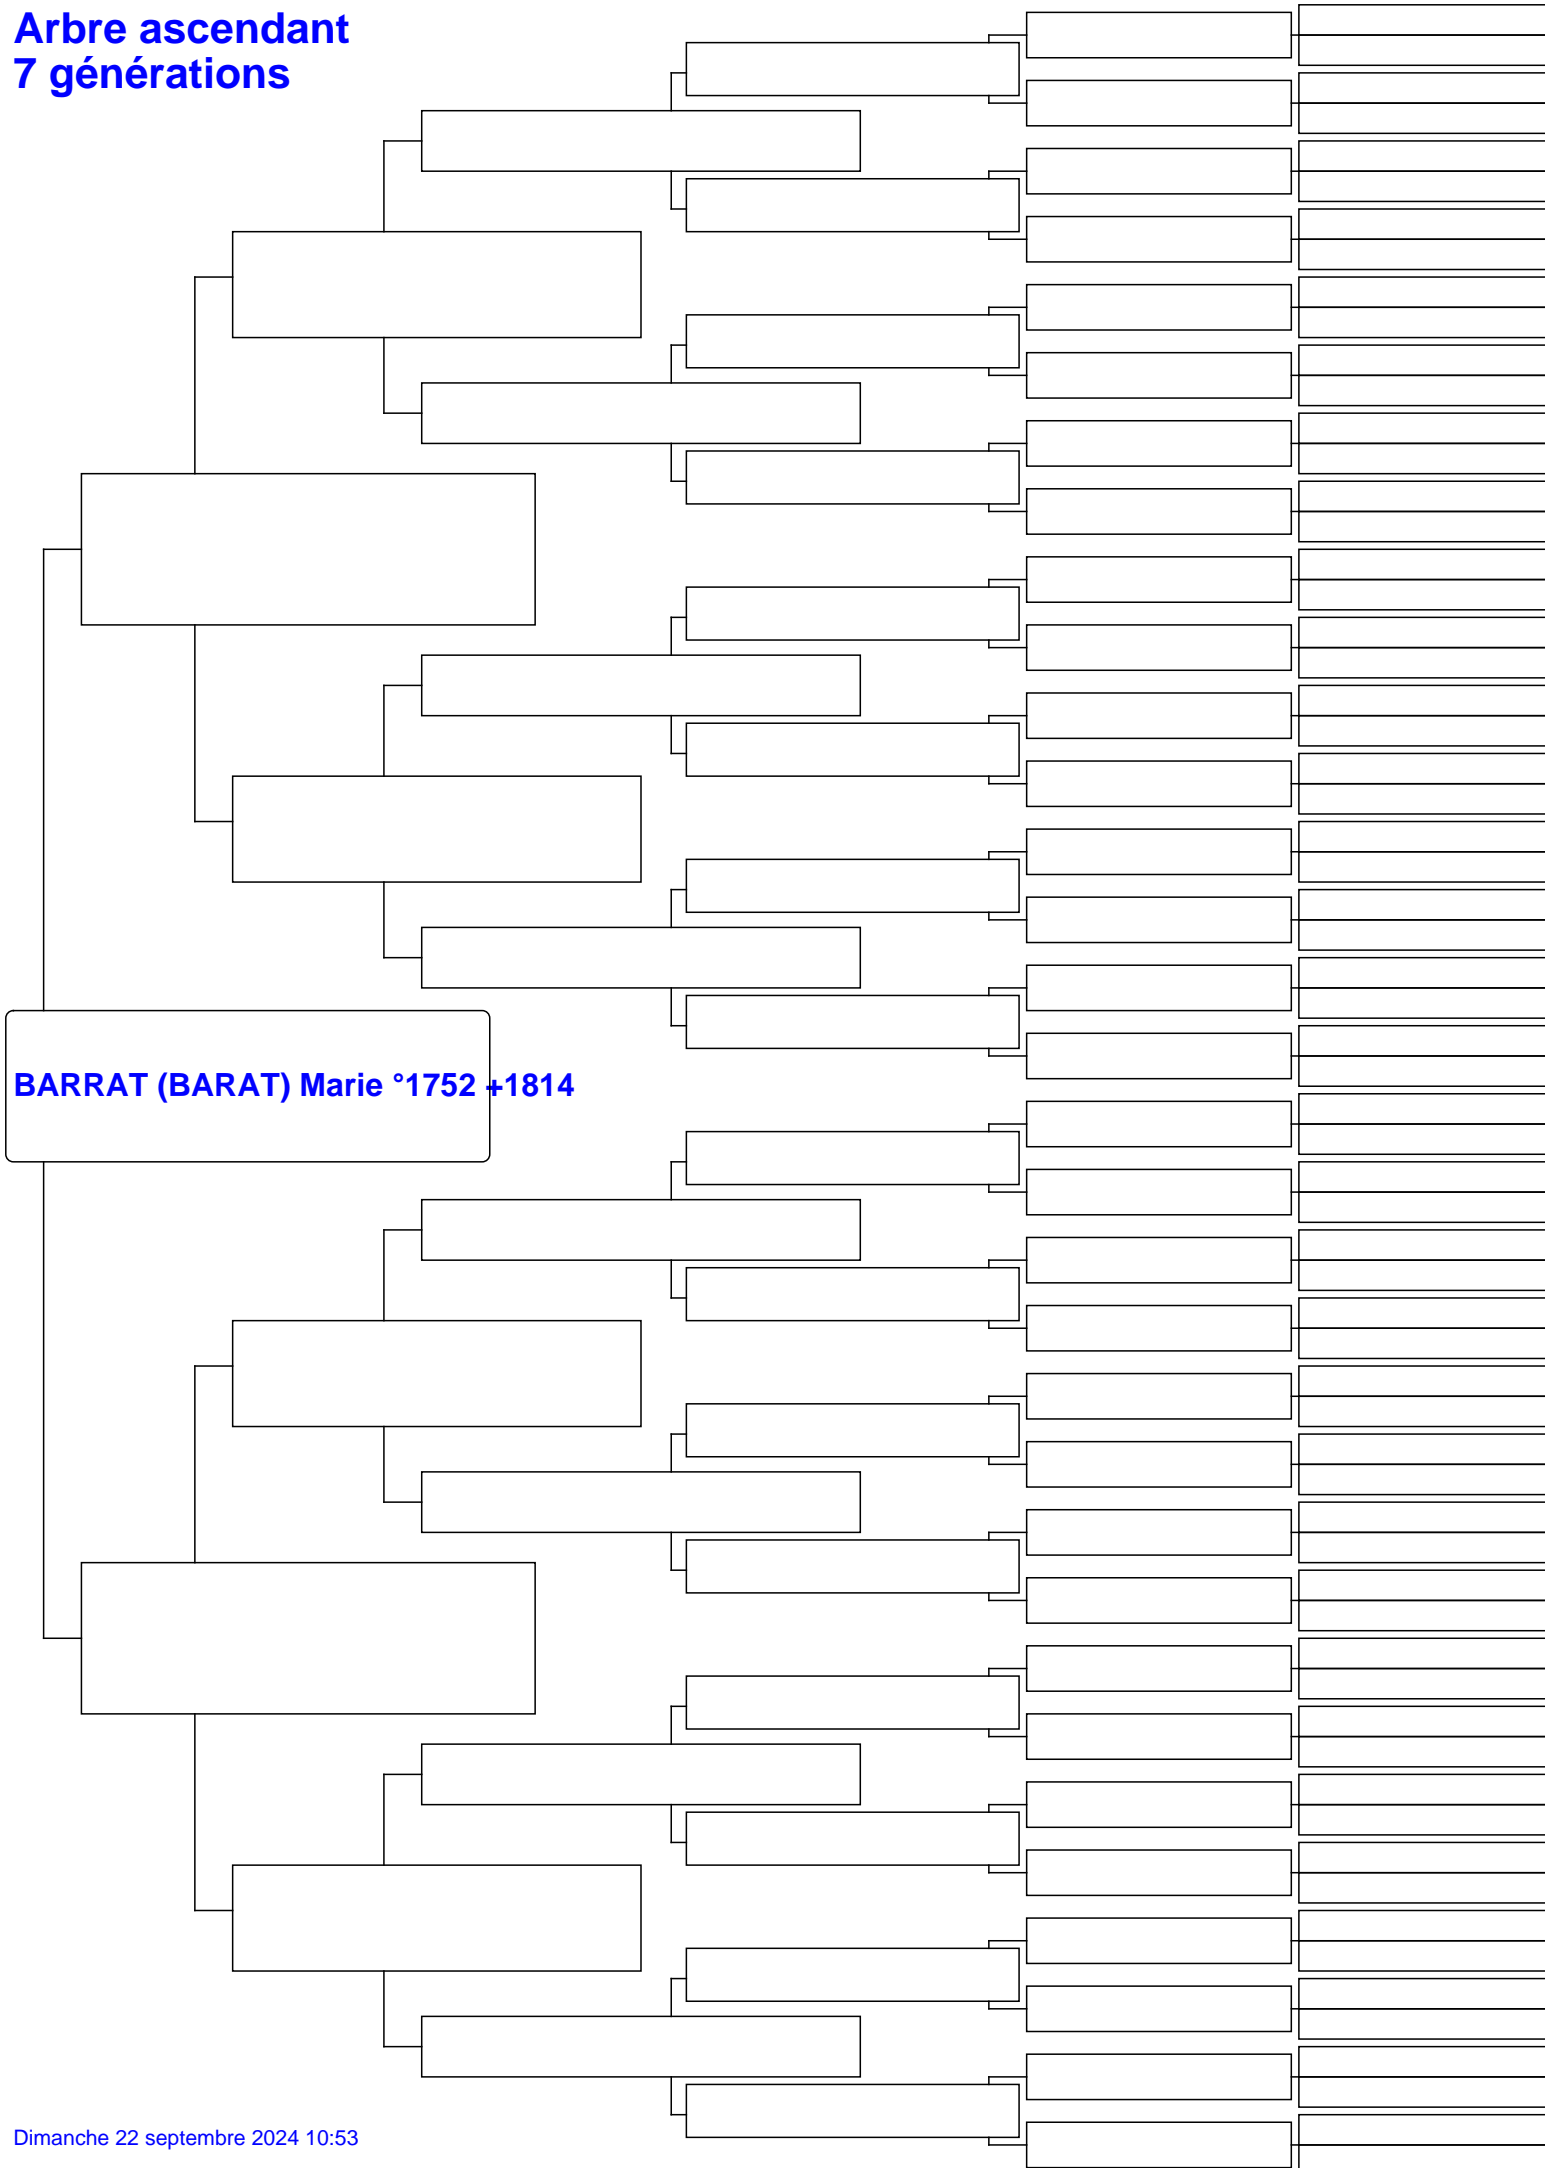 Arbre ascendant
7 générations
BARRAT (BARAT) Marie °1752 +1814
Dimanche 22 septembre 2024 10:53